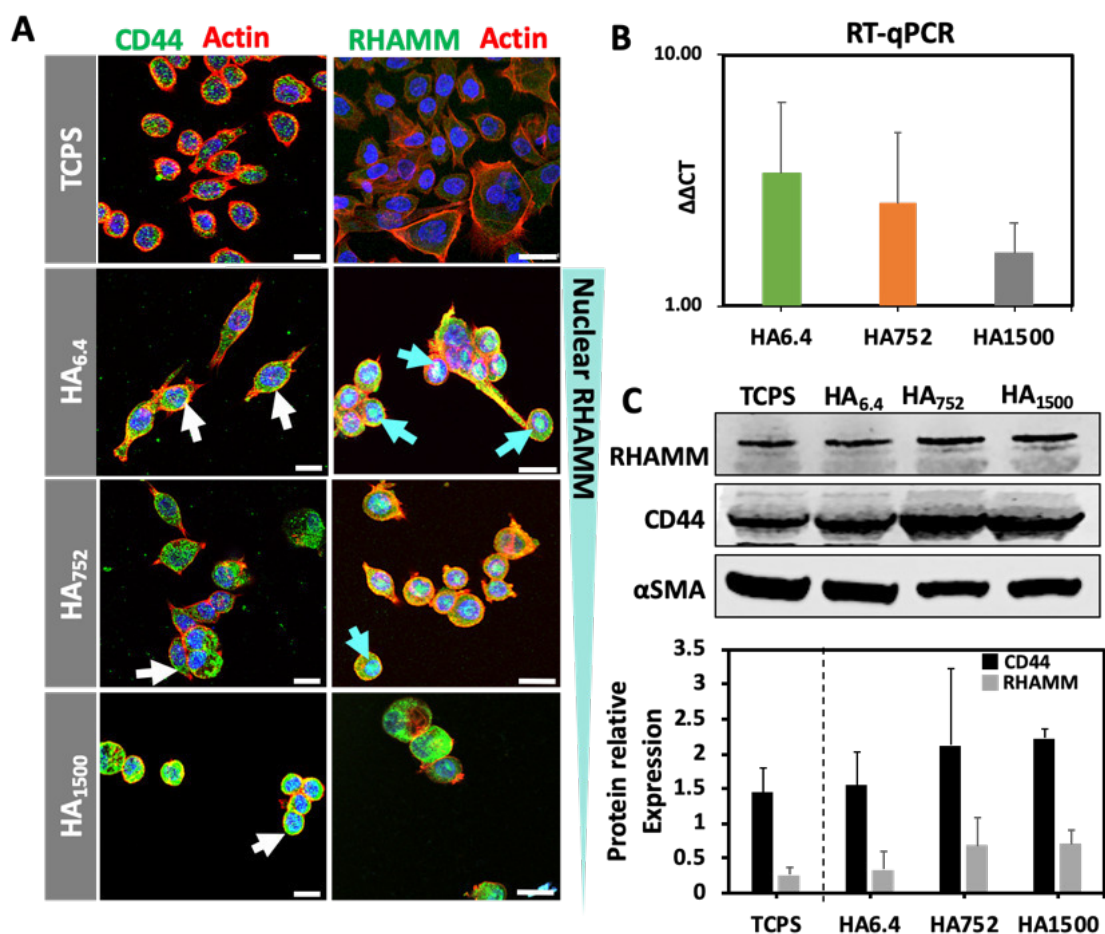 A
CD44 Actin
RHAMM Actin
TCPS
HA6.4
HA752
HA1500
Nuclear RHAMM
B
RT-qPCR
10.00
ΔΔCT
1.00
HA6.4 HA752 HA1500
C
TCPS HA6.4 HA752 HA1500
RHAMM
CD44
αSMA
3.5
3
2.5
2
1.5
1
0.5
0
Protein relative
Expression
CD44
RHAMM
TCPS HA6.4 HA752 HA1500